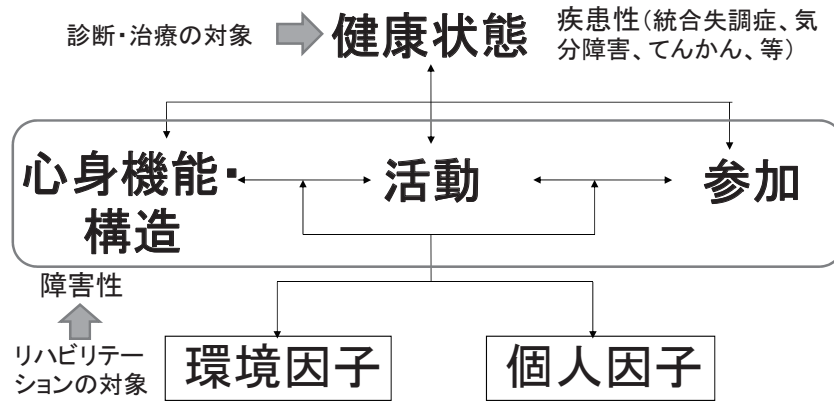 診断・治療の対象
健康状態
疾患性(統合失調症、気
分障害、てんかん、等)
心身機能・
構造
活動
参加
障害性
リハビリテー
ションの対象
環境因子
個人因子